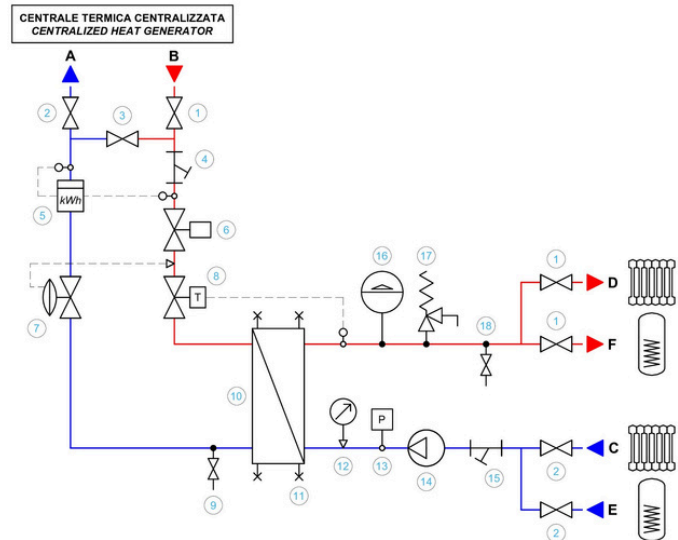 CENTRALE TERMICA CENTRALIZZATA
CENTRALIZED HEAT GENERATOR
A B
2 3 1
4
kWh
5
6
8 16 17 1 D
T
7
18 1 F
10
P
2 C
12 13 14 15
9 11
E
2